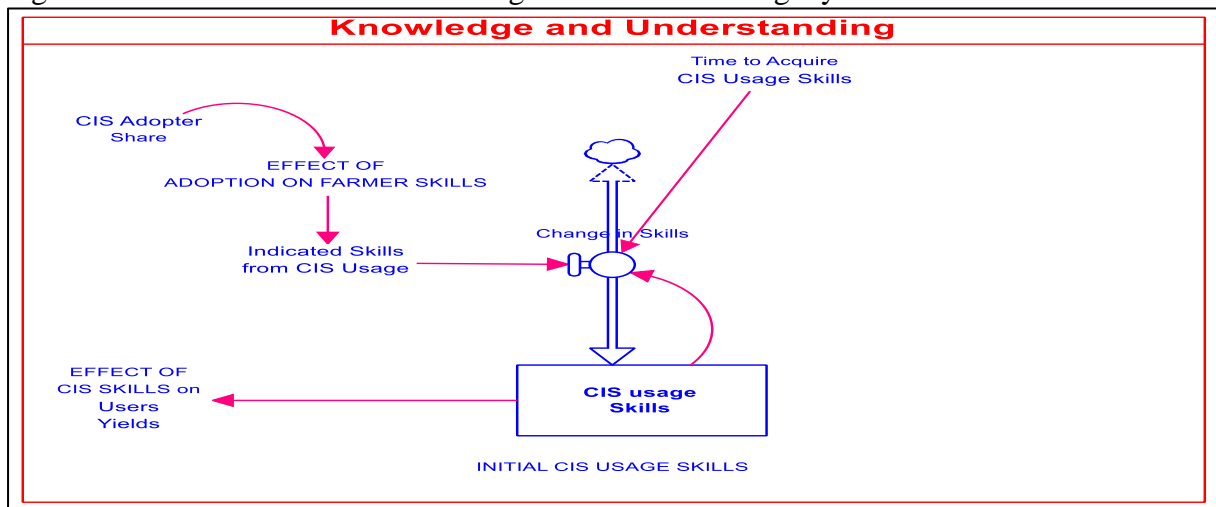 Knowledge and Understanding
Time to Acquire
CIS Usage Skills
CIS Adopter
Share
EFFECT OF
ADOPTION ON FARMER SKILLS
Change in Skills
Indicated Skills
from CIS Usage
EFFECT OF
CIS SKILLS on
Users
Yields
CIS usage
Skills
INITIAL CIS USAGE SKILLS